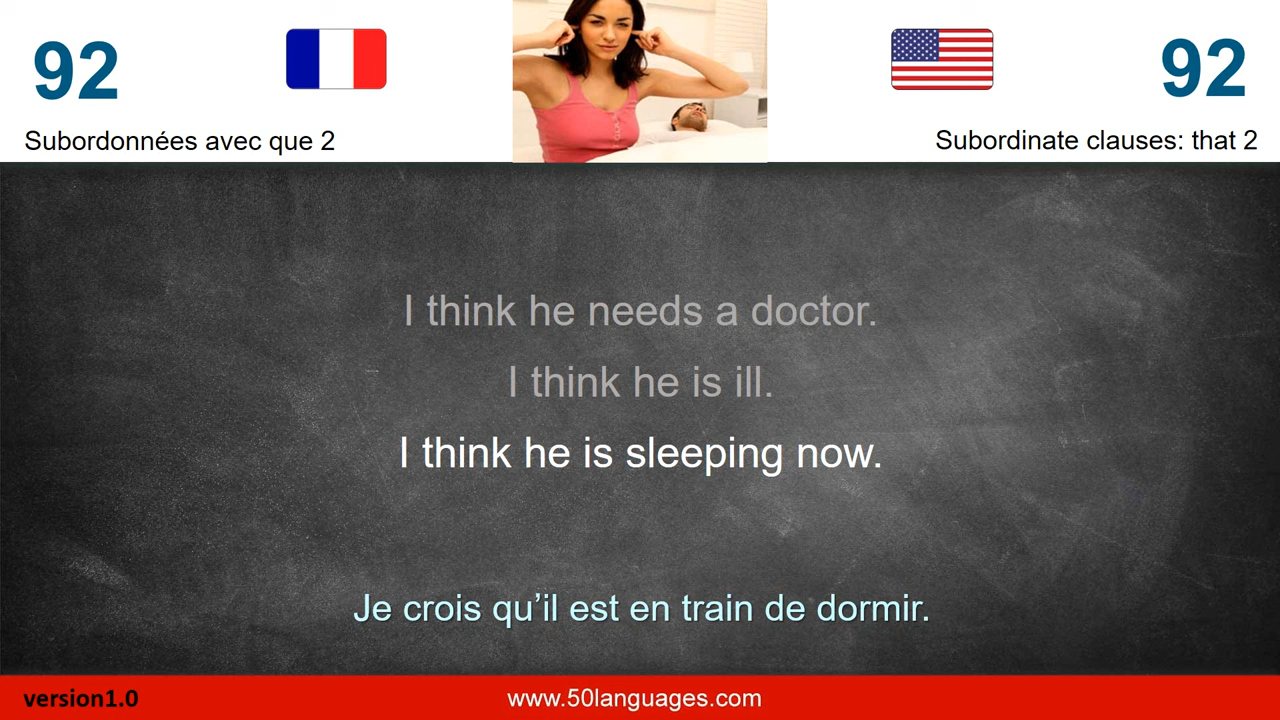 92
92
Subordonnées avec que 2
Subordinate clauses: that 2
I think he needs a doctor.
I think he is ill.
I think he is sleeping now.
Je crois qu’il est en train de dormir.
version1.0
www.50languages.com